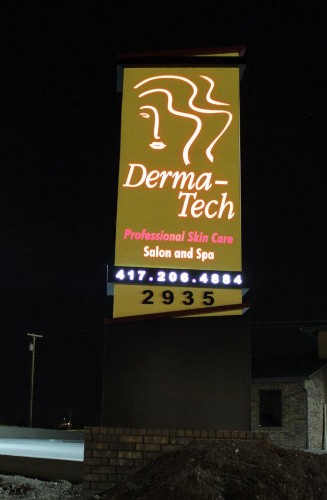 Derma-
Tech
Professional Skin Care
Salon and Spa
417.206.4884
2935